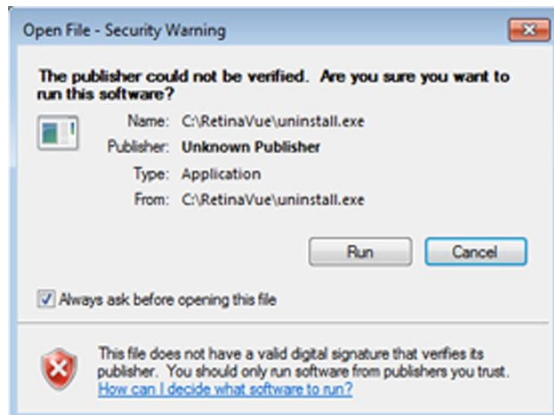 Open File - Security Warning
The publisher could not be verified. Are you sure you want to
run this software?
Name: C:\RetinaVue\uninstall.exe
Publisher: Unknown Publisher
Type: Application
From: C:\RetinaVue\uninstall.exe
Run Cancel
Always ask before opening this file
This file does not have a valid digital signature that verifies its
publisher. You should only run software from publishers you trust.
How can I decide what software to run?